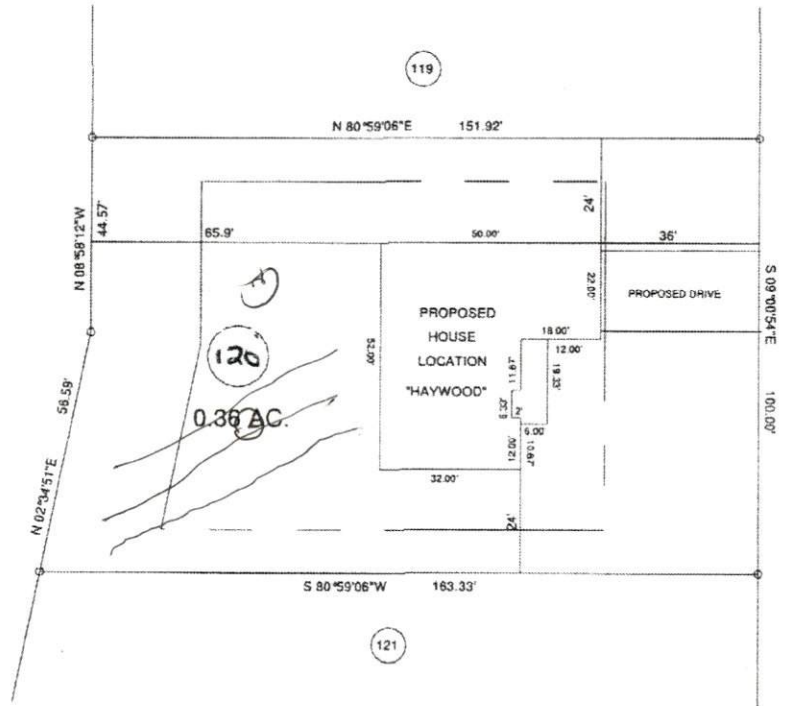 119
N 80°59'06"E 151.92'
N 08°58'12"W
44.57'
24'
65.9'
50.00'
36'
S 09°00'54"E
100.00'
22.00'
PROPOSED DRIVE
PROPOSED
HOUSE
LOCATION
"HAYWOOD"
52.00'
18.00'
12.00'
11.67'
19.33'
120
0.36 AC.
6.00
12.00'
10.67'
32.00'
24'
56.59'
N 02°34'51"E
S 80°59'06"W 163.33'
121